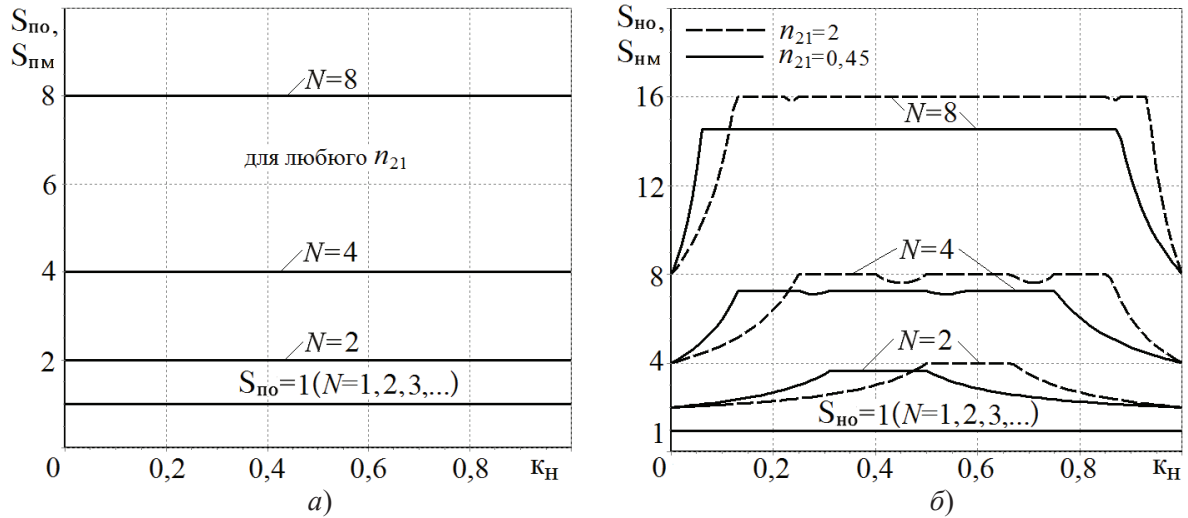 Sпо,
Sпм
8
6
4
2
0
0,2
0,4
0,6
0,8
кн
N=8
для любого n21
N=4
N=2
Sпо=1(N=1,2,3,...)
а)
Sно,
Sнм
16
12
8
4
1
0
0,2
0,4
0,6
0,8
кн
n21=2
n21=0,45
N=8
N=4
N=2
Sно=1(N=1,2,3,...)
б)